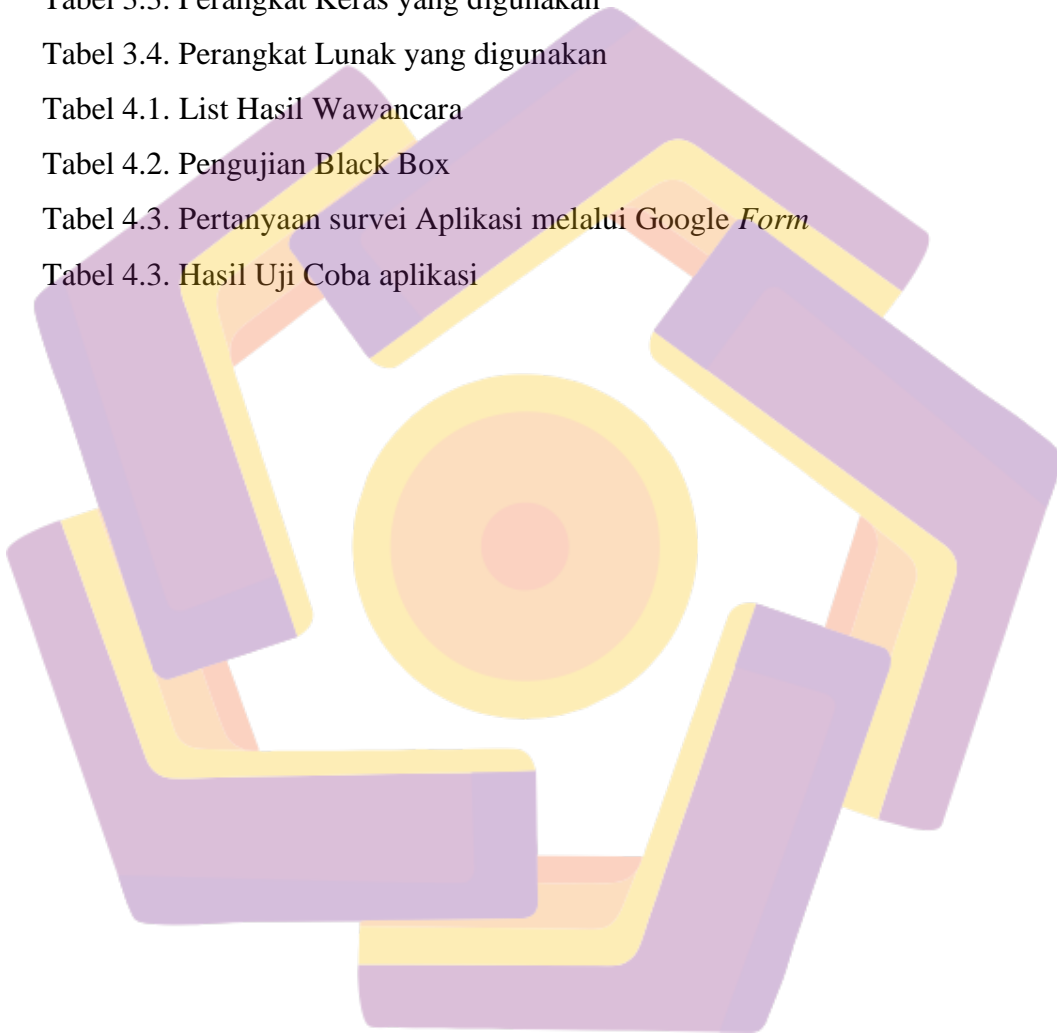 Tabel 3.3. Perangkat Keras yang digunakan
Tabel 3.4. Perangkat Lunak yang digunakan
Tabel 4.1. List Hasil Wawancara
Tabel 4.2. Pengujian Black Box
Tabel 4.3. Pertanyaan survei Aplikasi melalui Google Form
Tabel 4.3. Hasil Uji Coba aplikasi